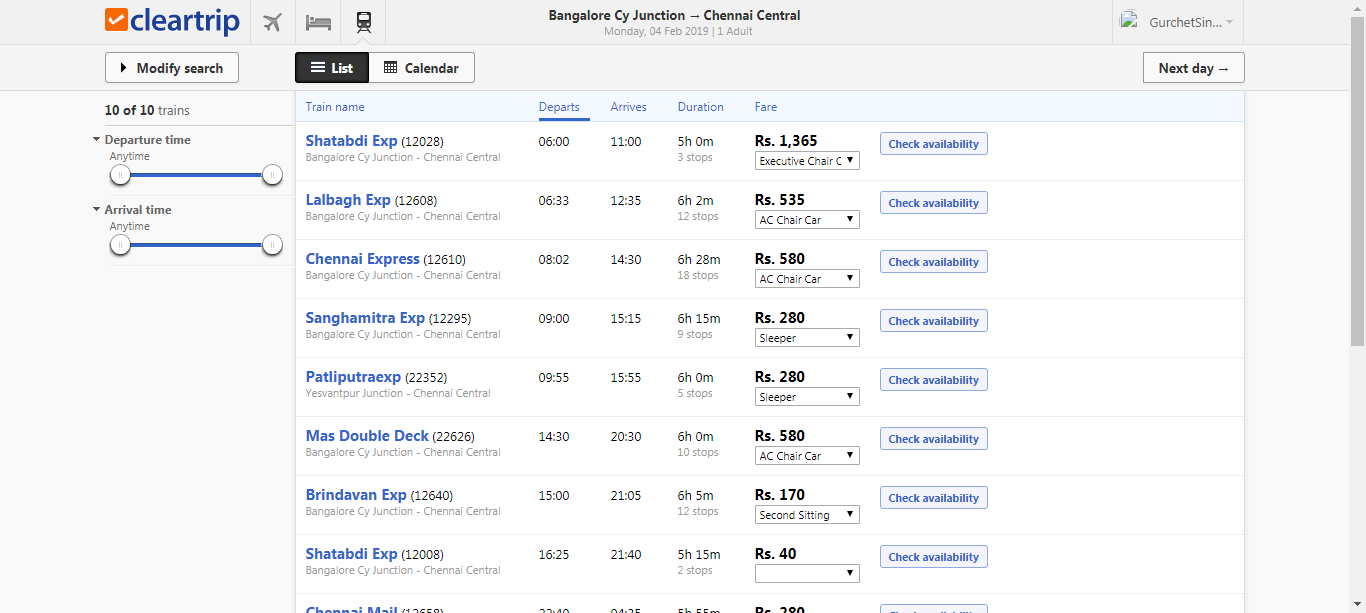 cleartrip
Bangalore Cy Junction → Chennai Central
Monday, 04 Feb 2019 | 1 Adult
GurchetSin...
Modify search
List
Calendar
Next day →
10 of 10 trains
Departure time
Anytime
Arrival time
Anytime
Train name Departs Arrives Duration Fare
Shatabdi Exp (12028) 06:00 11:00 5h 0m Rs. 1,365 Check availability
Bangalore Cy Junction - Chennai Central 3 stops Executive Chair C
Lalbagh Exp (12608) 06:33 12:35 6h 2m Rs. 535 Check availability
Bangalore Cy Junction - Chennai Central 12 stops AC Chair Car
Chennai Express (12610) 08:02 14:30 6h 28m Rs. 580 Check availability
Bangalore Cy Junction - Chennai Central 18 stops AC Chair Car
Sanghamitra Exp (12295) 09:00 15:15 6h 15m Rs. 280 Check availability
Bangalore Cy Junction - Chennai Central 9 stops Sleeper
Patliputraexp (22352) 09:55 15:55 6h 0m Rs. 280 Check availability
Yesvantpur Junction - Chennai Central 5 stops Sleeper
Mas Double Deck (22626) 14:30 20:30 6h 0m Rs. 580 Check availability
Bangalore Cy Junction - Chennai Central 10 stops AC Chair Car
Brindavan Exp (12640) 15:00 21:05 6h 5m Rs. 170 Check availability
Bangalore Cy Junction - Chennai Central 12 stops Second Sitting
Shatabdi Exp (12008) 16:25 21:40 5h 15m Rs. 40 Check availability
Bangalore Cy Junction - Chennai Central 2 stops
Chennai Mail (12658) 22:40 04:35 5h 55m Rs. 280 Check availability